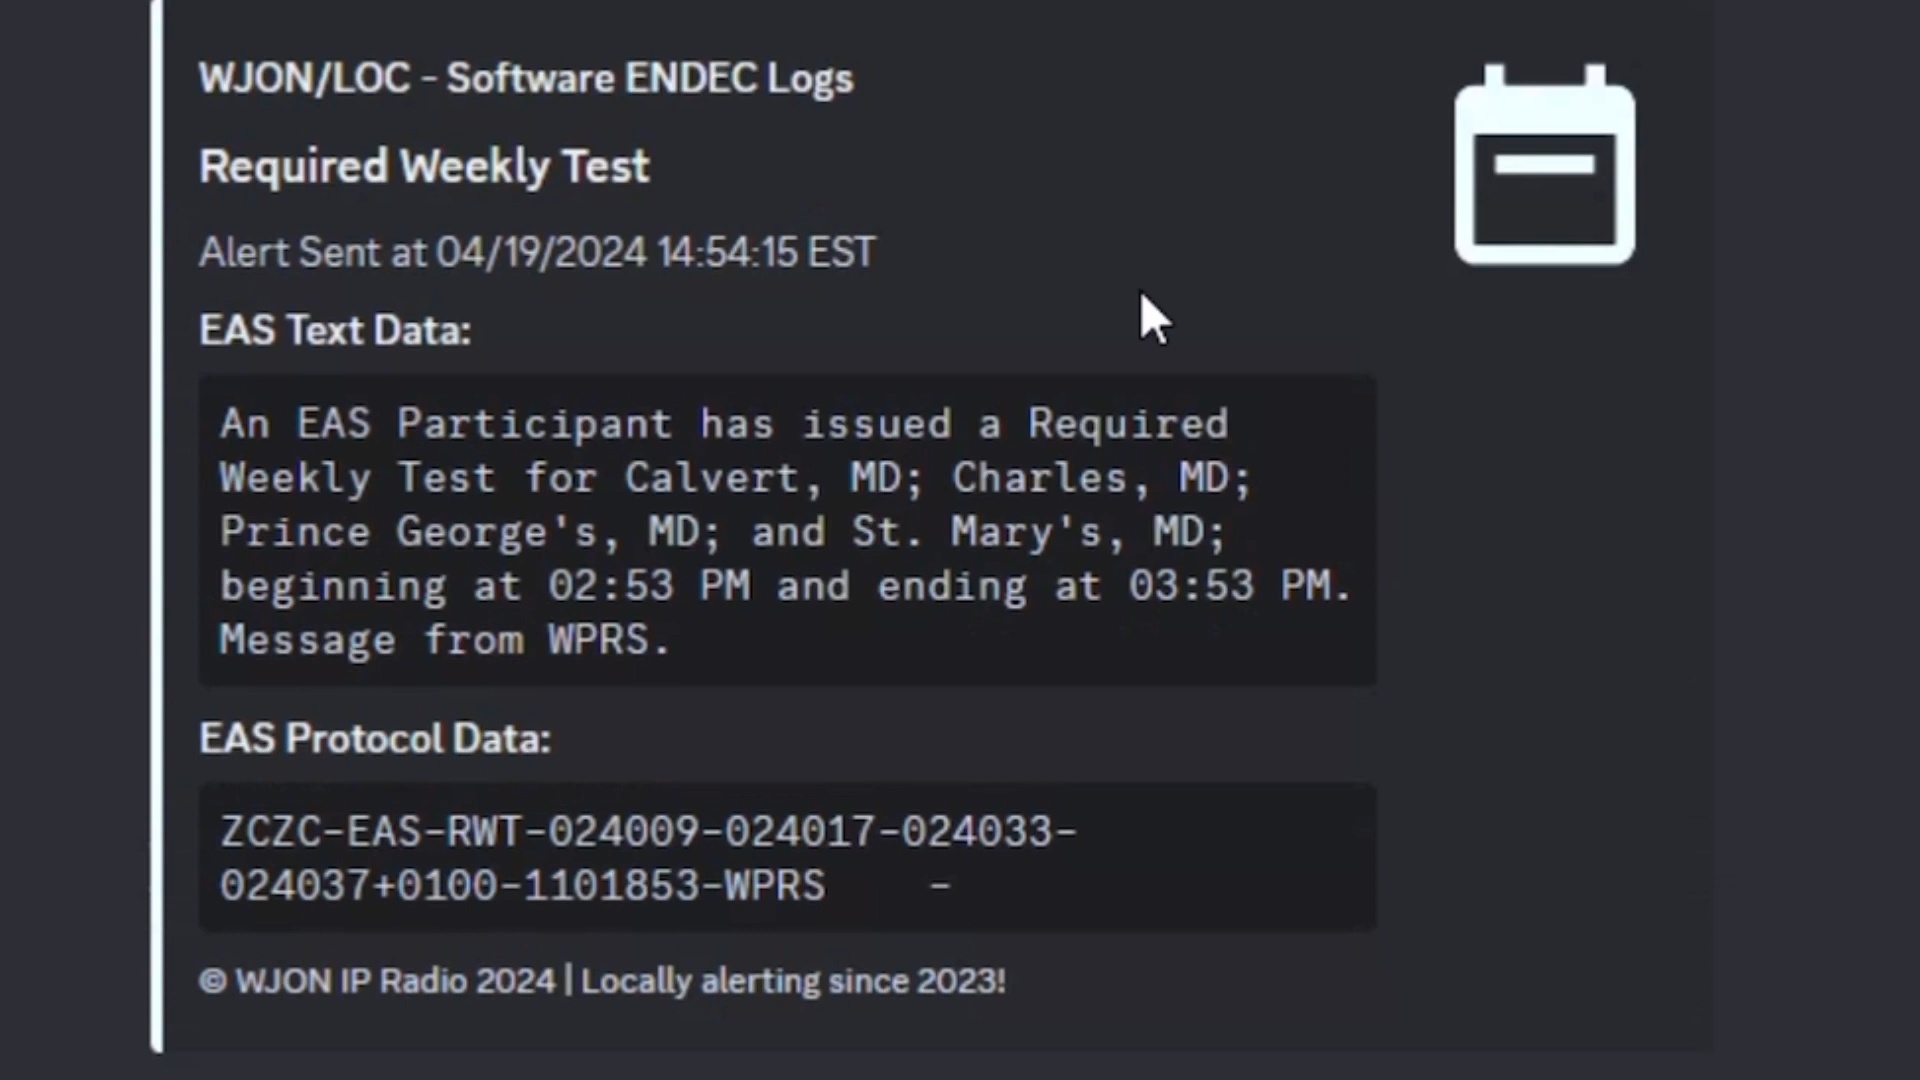 WJON/LOC - Software ENDEC Logs
Required Weekly Test
Alert Sent at 04/19/2024 14:54:15 EST
EAS Text Data:
An EAS Participant has issued a Required
Weekly Test for Calvert, MD; Charles, MD;
Prince George's, MD; and St. Mary's, MD;
beginning at 02:53 PM and ending at 03:53 PM.
Message from WPRS.
EAS Protocol Data:
ZCZC-EAS-RWT-024009-024017-024033-
024037+0100-1101853-WPRS    -
© WJON IP Radio 2024 | Locally alerting since 2023!